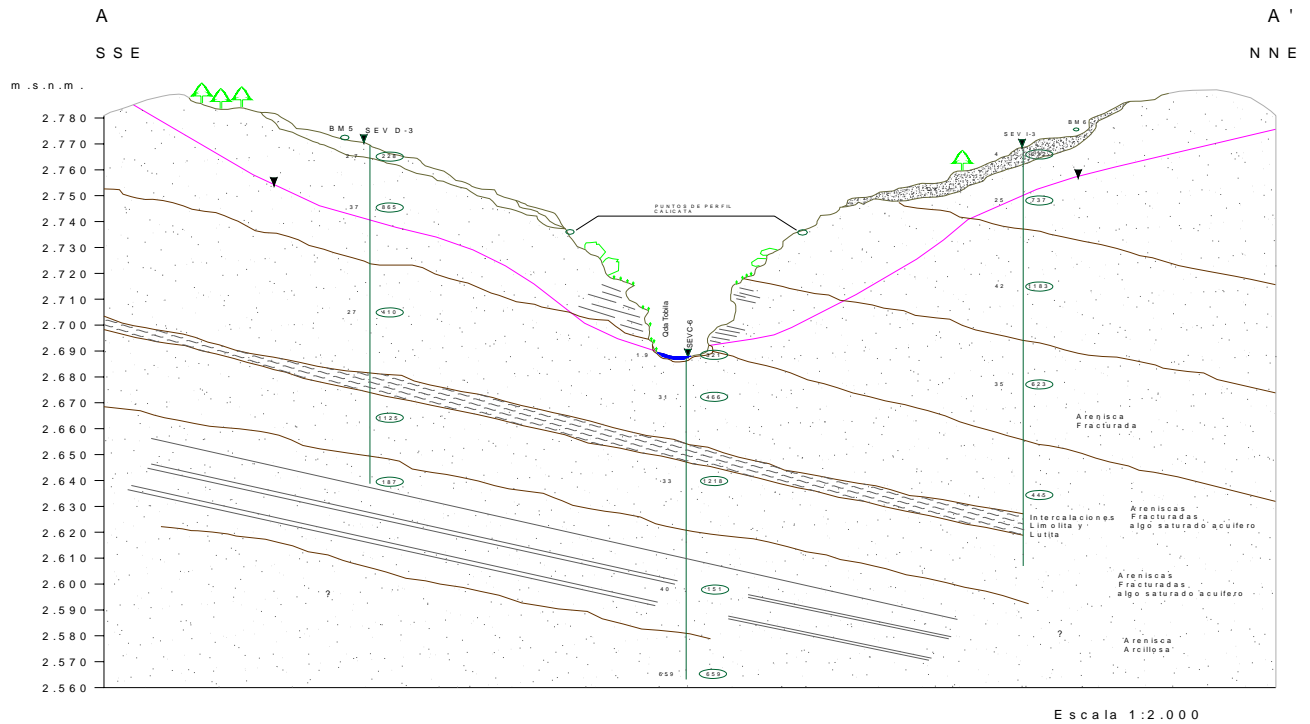 A
A'
SSE
NNE
m.s.n.m.
2.780
2.770
2.760
2.750
2.740
2.730
2.720
2.710
2.700
2.690
2.680
2.670
2.660
2.650
2.640
2.630
2.620
2.610
2.600
2.590
2.580
2.570
2.560
BM5
SEV D-3
27
228
37
865
27
410
1125
187
PUNTOS DE PERFIL
CALICATA
Qda Tobila
SEV C-6
1.9
321
31
466
33
1218
40
151
659
659
BM6
SEV I-3
4
25
737
42
1183
35
623
445
Arenisca
Fracturada
Intercalaciones
Limolita y
Lutita
Areniscas
Fracturadas
algo saturado acuifero
Areniscas
Fracturadas
algo saturado acuifero
?
?
Arenisca
Arcillosa
Escala 1:2.000